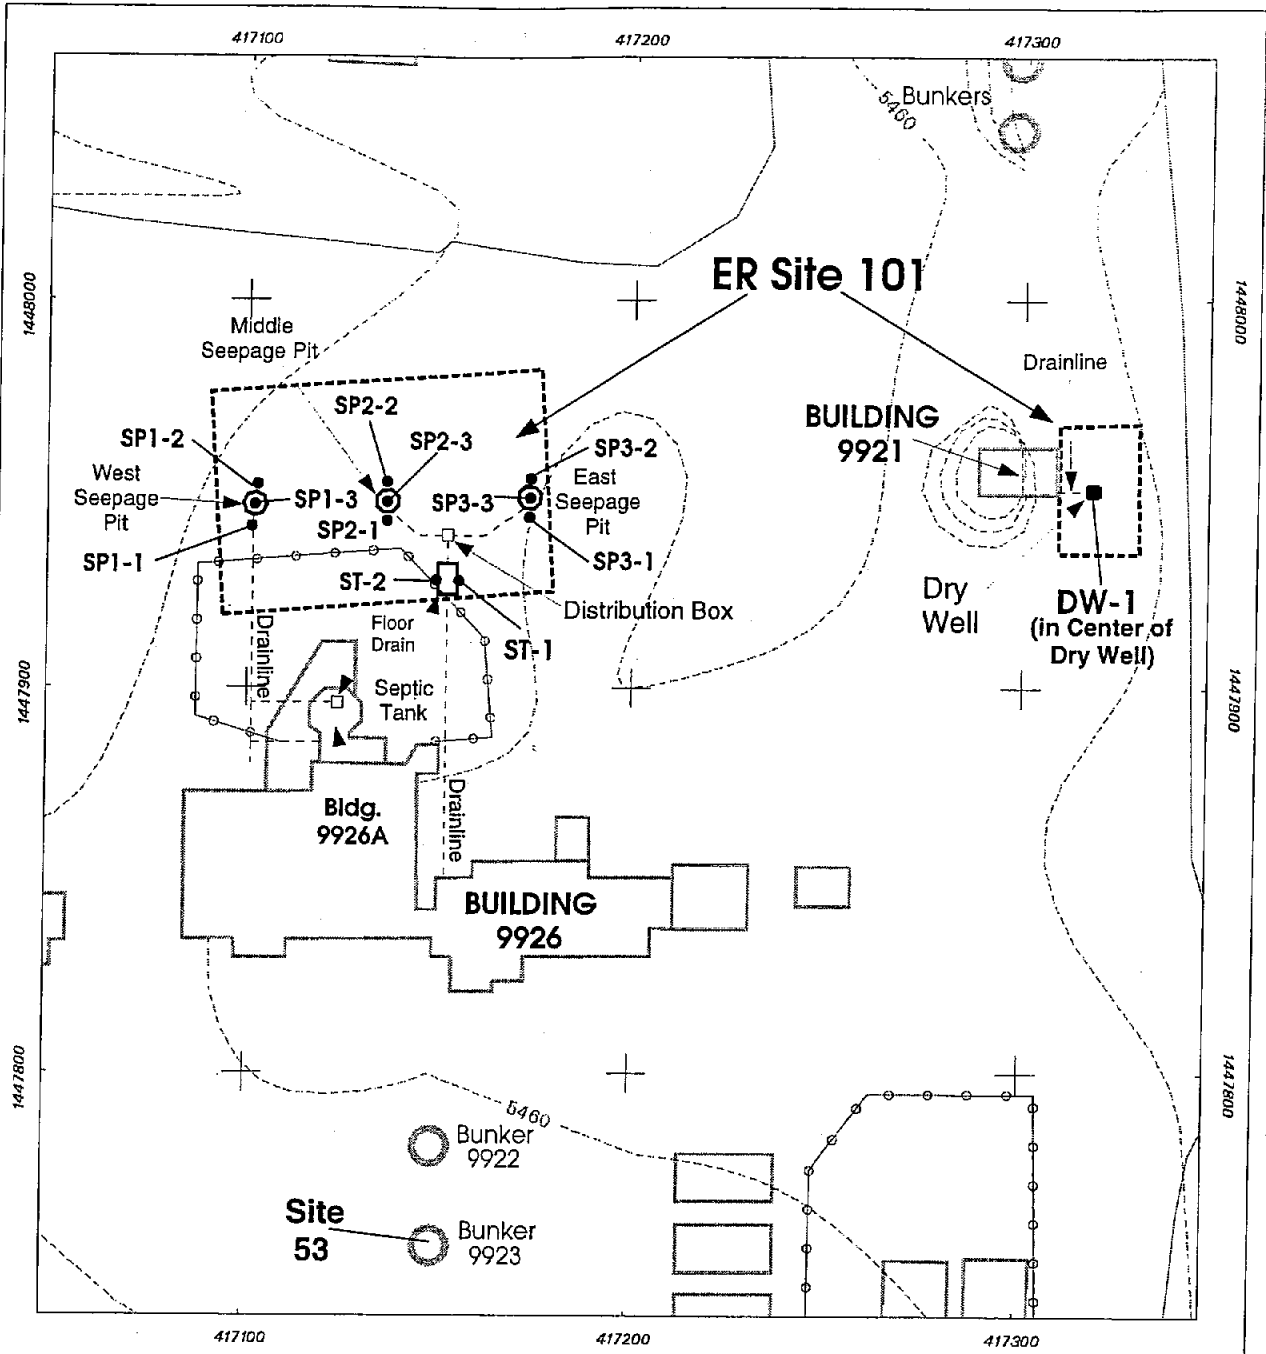 417100
417200
417300
5460
Bunkers
ER Site 101
1448000
1448000
Middle
Seepage Pit
Drainline
SP2-2
SP1-2
SP2-3
BUILDING
9921
SP3-2
West
Seepage
Pit
SP1-3
SP3-3
East
Seepage
Pit
SP2-1
SP1-1
SP3-1
ST-2
Distribution Box
Dry
Well
DW-1
(in Center of
Dry Well)
Floor
Drain
ST-1
Drainline
Septic
Tank
1447900
1447900
Bldg.
9926A
Drainline
BUILDING
9926
1447800
1447800
5460
Bunker
9922
Site
53
Bunker
9923
417100
417200
417300